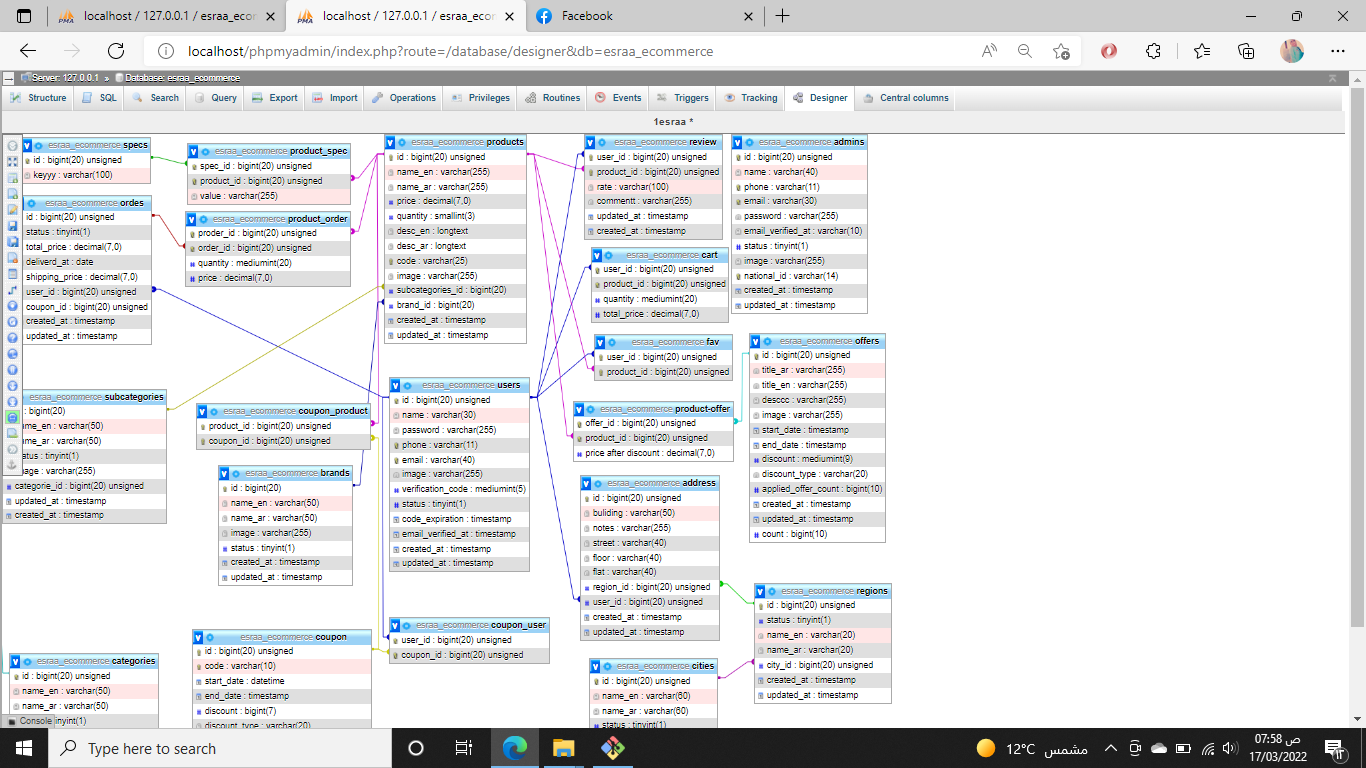 localhost / 127.0.0.1 / esraa_ecor
localhost / 127.0.0.1 / esraa_ecor
Facebook
localhost/phpmyadmin/index.php?route=/database/designer&db=esraa_ecommerce
Server: 127.0.0.1 » Database: esraa_ecommerce
Structure SQL Search Query Export Import Operations Privileges Routines Events Triggers Tracking Designer Central columns
1esraa *
esraa_ecommerce specs
id : bigint(20) unsigned
keyyy : varchar(100)
esraa_ecommerce product_spec
spec_id : bigint(20) unsigned
product_id : bigint(20) unsigned
value : varchar(255)
esraa_ecommerce products
id : bigint(20) unsigned
name_en : varchar(255)
name_ar : varchar(255)
price : decimal(7,0)
quantity : smallint(3)
desc_en : longtext
desc_ar : longtext
code : varchar(25)
image : varchar(255)
subcategories_id : bigint(20)
brand_id : bigint(20)
created_at : timestamp
updated_at : timestamp
esraa_ecommerce review
user_id : bigint(20) unsigned
product_id : bigint(20) unsigned
rate : varchar(100)
commentt : varchar(255)
updated_at : timestamp
created_at : timestamp
esraa_ecommerce admins
id : bigint(20) unsigned
name : varchar(40)
phone : varchar(11)
email : varchar(30)
password : varchar(255)
email_verified_at : varchar(10)
status : tinyint(1)
image : varchar(255)
national_id : varchar(14)
created_at : timestamp
updated_at : timestamp
esraa_ecommerce ordes
id : bigint(20) unsigned
status : tinyint(1)
total_price : decimal(7,0)
deliverd_at : date
shipping_price : decimal(7,0)
user_id : bigint(20) unsigned
coupon_id : bigint(20) unsigned
created_at : timestamp
updated_at : timestamp
esraa_ecommerce product_order
proder_id : bigint(20) unsigned
order_id : bigint(20) unsigned
quantity : mediumint(20)
price : decimal(7,0)
esraa_ecommerce cart
user_id : bigint(20) unsigned
product_id : bigint(20) unsigned
quantity : mediumint(20)
total_price : decimal(7,0)
esraa_ecommerce fav
user_id : bigint(20) unsigned
product_id : bigint(20) unsigned
esraa_ecommerce offers
id : bigint(20) unsigned
title_ar : varchar(255)
title_en : varchar(255)
desccc : varchar(255)
image : varchar(255)
start_date : timestamp
end_date : timestamp
discount : mediumint(9)
discount_type : varchar(20)
applied_offer_count : bigint(10)
created_at : timestamp
updated_at : timestamp
count : bigint(10)
esraa_ecommerce subcategories
: bigint(20)
me_en : varchar(50)
me_ar : varchar(50)
atus : tinyint(1)
age : varchar(255)
categorie_id : bigint(20) unsigned
updated_at : timestamp
created_at : timestamp
esraa_ecommerce coupon_product
product_id : bigint(20) unsigned
coupon_id : bigint(20) unsigned
esraa_ecommerce users
id : bigint(20) unsigned
name : varchar(30)
password : varchar(255)
phone : varchar(11)
email : varchar(40)
image : varchar(255)
verification_code : mediumint(5)
status : tinyint(1)
code_expiration : timestamp
email_verified_at : timestamp
created_at : timestamp
updated_at : timestamp
esraa_ecommerce product-offer
offer_id : bigint(20) unsigned
product_id : bigint(20) unsigned
price after discount : decimal(7,0)
esraa_ecommerce brands
id : bigint(20)
name_en : varchar(50)
name_ar : varchar(50)
image : varchar(255)
status : tinyint(1)
created_at : timestamp
updated_at : timestamp
esraa_ecommerce address
id : bigint(20) unsigned
buliding : varchar(50)
notes : varchar(255)
street : varchar(40)
floor : varchar(40)
flat : varchar(40)
region_id : bigint(20) unsigned
user_id : bigint(20) unsigned
created_at : timestamp
updated_at : timestamp
esraa_ecommerce regions
id : bigint(20) unsigned
status : tinyint(1)
name_en : varchar(20)
name_ar : varchar(20)
city_id : bigint(20) unsigned
created_at : timestamp
updated_at : timestamp
esraa_ecommerce coupon_user
user_id : bigint(20) unsigned
coupon_id : bigint(20) unsigned
esraa_ecommerce coupon
id : bigint(20) unsigned
code : varchar(10)
start_date : datetime
end_date : timestamp
discount : bigint(7)
discount_type : varchar(20)
esraa_ecommerce categories
id : bigint(20) unsigned
name_en : varchar(50)
name_ar : varchar(50)
inyint(1)
esraa_ecommerce cities
id : bigint(20) unsigned
name_en : varchar(60)
name_ar : varchar(60)
status : tinyint(1)
Console
Type here to search
12°C مشمس
07:58 ص
17/03/2022